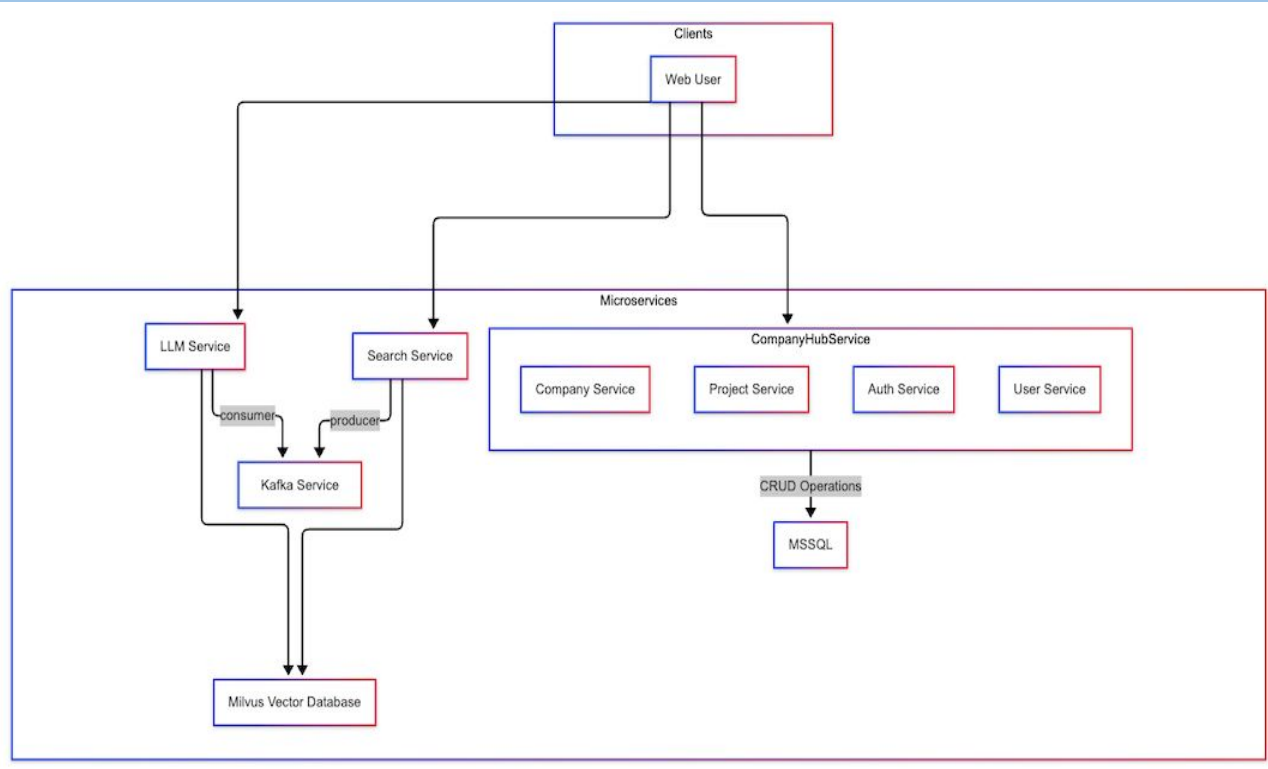 Clients
Web User
Microservices
LLM Service
Search Service
CompanyHubService
Company Service
Project Service
Auth Service
User Service
consumer
producer
Kafka Service
CRUD Operations
MSSQL
Milvus Vector Database